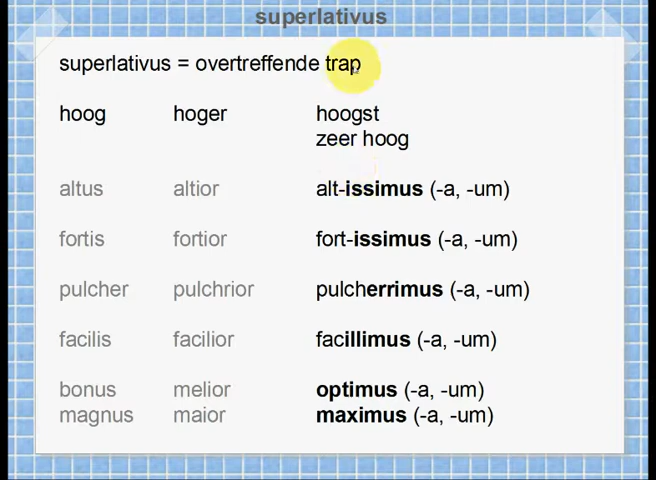 superlativus
superlativus = overtreffende trap
hoog hoger hoogst
zeer hoog
altus altior alt-issimus (-a, -um)
fortis fortior fort-issimus (-a, -um)
pulcher pulchrior pulcherrimus (-a, -um)
facilis facilior facillimus (-a, -um)
bonus melior optimus (-a, -um)
magnus maior maximus (-a, -um)